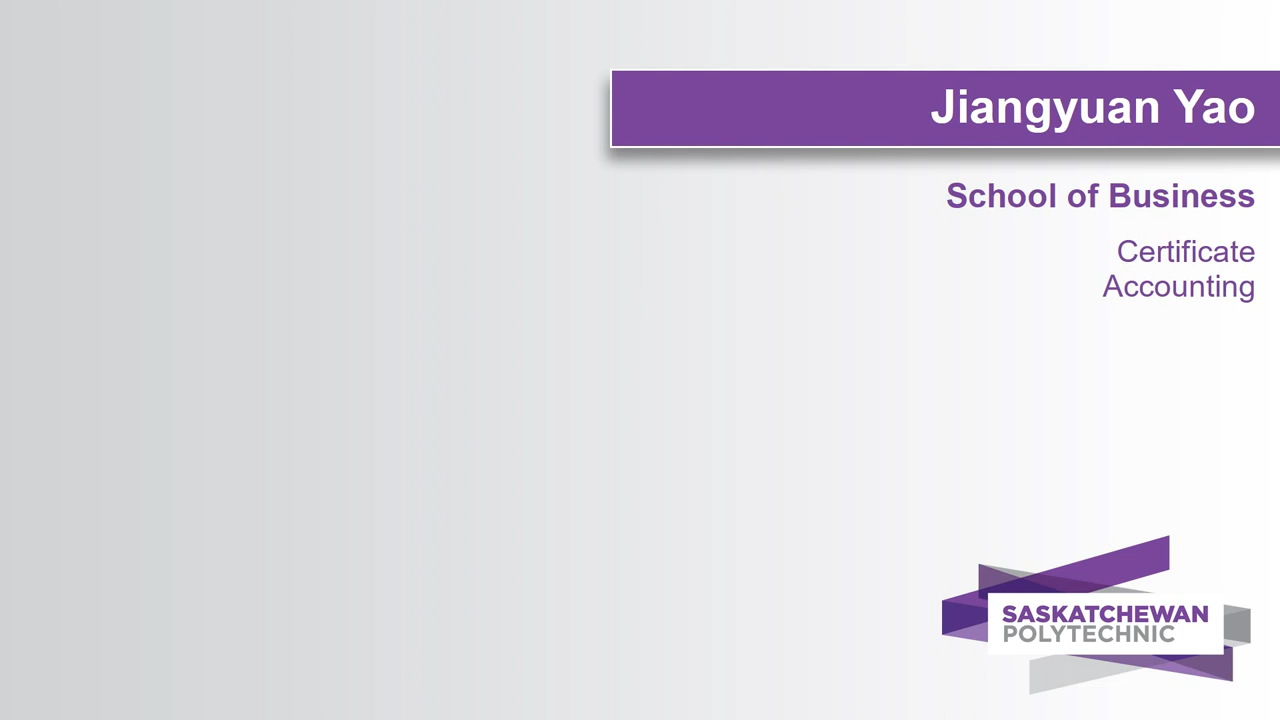 Jiangyuan Yao
School of Business
Certificate
Accounting
SASKATCHEWAN
POLYTECHNIC